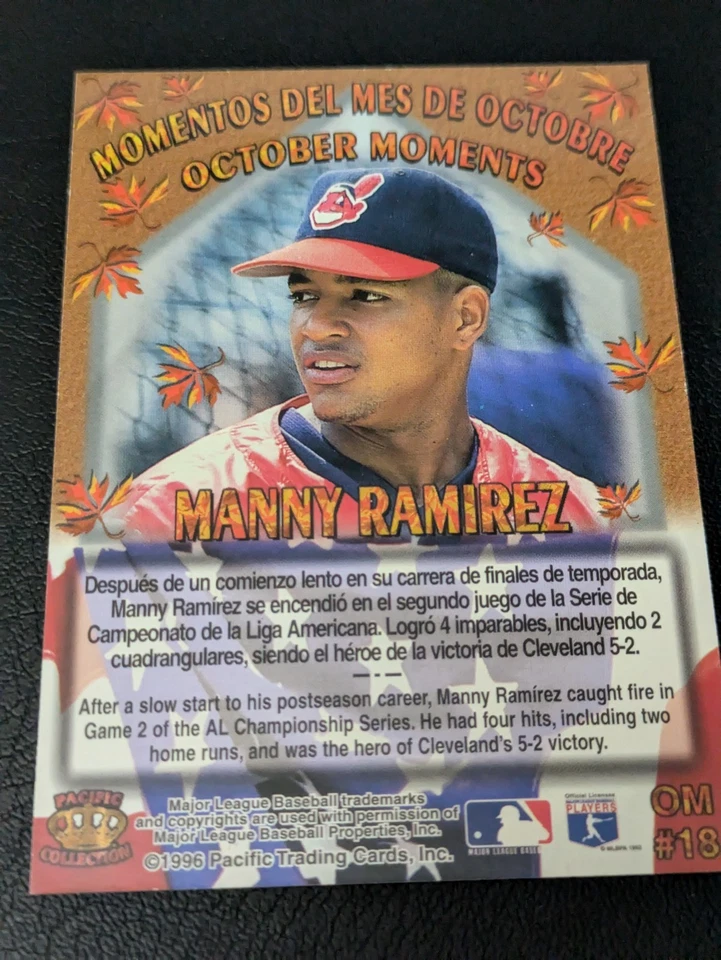 MOMENTOS DEL MES DE OCTOBRE
OCTOBER MOMENTS
MANNY RAMIREZ
Después de un comienzo lento en su carrera de finales de temporada,
Manny Ramírez se encendió en el segundo juego de la Serie de
Campeonato de la Liga Americana. Logró 4 imparables, incluyendo 2
cuadrangulares, siendo el héroe de la victoria de Cleveland 5-2.
After a slow start to his postseason career, Manny Ramírez caught fire in
Game 2 of the AL Championship Series. He had four hits, including two
home runs, and was the hero of Cleveland's 5-2 victory.
PACIFIC
COLLECTION
Major League Baseball trademarks
and copyrights are used with permission of
Major League Baseball Properties, Inc.
©1996 Pacific Trading Cards, Inc.
MAJOR LEAGUE BASEBALL
Official Licensee
PLAYERS
OM
#18